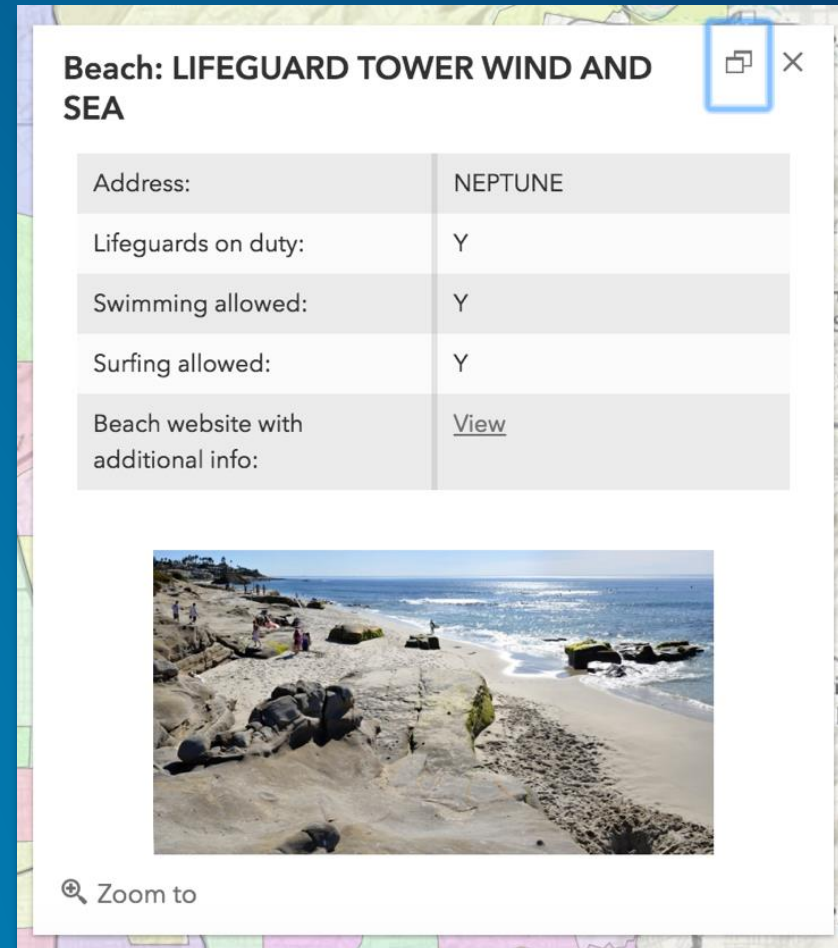 Beach: LIFEGUARD TOWER WIND AND
SEA
Address: NEPTUNE
Lifeguards on duty: Y
Swimming allowed: Y
Surfing allowed: Y
Beach website with View
additional info:
Zoom to